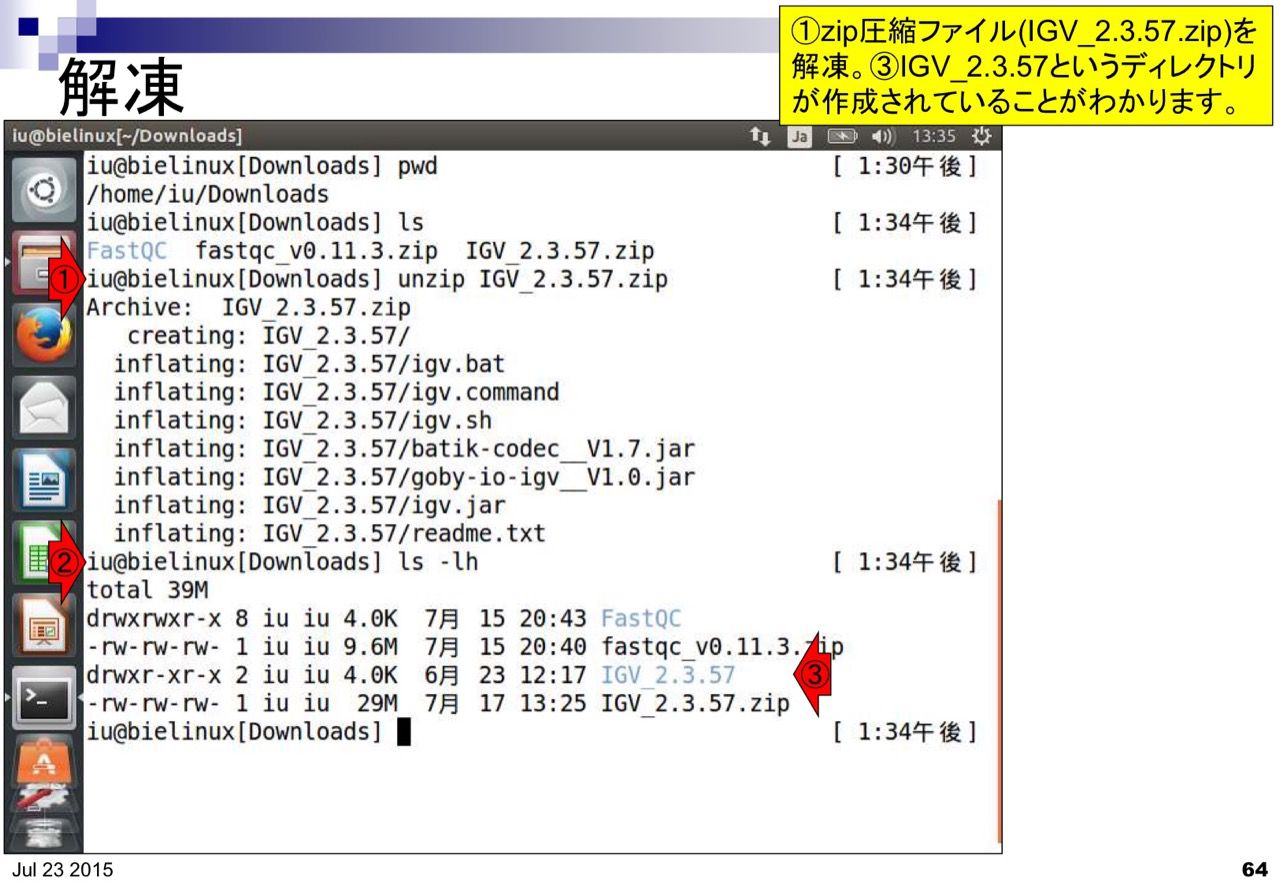 ①zip圧縮ファイル(IGV_2.3.57.zip)を
解凍。③IGV_2.3.57というディレクトリ
が作成されていることがわかります。
解凍
iu@bielinux[~/Downloads] Ja 13:35
iu@bielinux[Downloads] pwd [ 1:30午後]
/home/iu/Downloads
iu@bielinux[Downloads] ls [ 1:34午後]
FastQC fastqc_v0.11.3.zip IGV_2.3.57.zip
① iu@bielinux[Downloads] unzip IGV_2.3.57.zip [ 1:34午後]
Archive: IGV_2.3.57.zip
creating: IGV_2.3.57/
inflating: IGV_2.3.57/igv.bat
inflating: IGV_2.3.57/igv.command
inflating: IGV_2.3.57/igv.sh
inflating: IGV_2.3.57/batik-codec__V1.7.jar
inflating: IGV_2.3.57/goby-io-igv__V1.0.jar
inflating: IGV_2.3.57/igv.jar
inflating: IGV_2.3.57/readme.txt
② iu@bielinux[Downloads] ls -lh [ 1:34午後]
total 39M
drwxrwxr-x 8 iu iu 4.0K 7月 15 20:43 FastQC
-rw-rw-rw- 1 iu iu 9.6M 7月 15 20:40 fastqc_v0.11.3.zip
drwxr-xr-x 2 iu iu 4.0K 6月 23 12:17 IGV_2.3.57 ③
-rw-rw-rw- 1 iu iu 29M 7月 17 13:25 IGV_2.3.57.zip
iu@bielinux[Downloads] [ 1:34午後]
Jul 23 2015
64